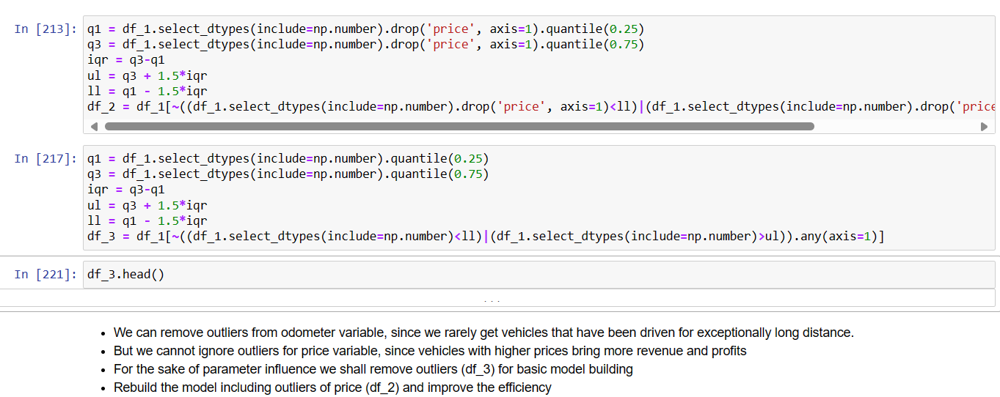 In [213]: q1 = df_1.select_dtypes(include=np.number).drop('price', axis=1).quantile(0.25)
q3 = df_1.select_dtypes(include=np.number).drop('price', axis=1).quantile(0.75)
iqr = q3-q1
ul = q3 + 1.5*iqr
ll = q1 - 1.5*iqr
df_2 = df_1[~((df_1.select_dtypes(include=np.number).drop('price', axis=1)<ll)|(df_1.select_dtypes(include=np.number).drop('price
In [217]: q1 = df_1.select_dtypes(include=np.number).quantile(0.25)
q3 = df_1.select_dtypes(include=np.number).quantile(0.75)
iqr = q3-q1
ul = q3 + 1.5*iqr
ll = q1 - 1.5*iqr
df_3 = df_1[~((df_1.select_dtypes(include=np.number)<ll)|(df_1.select_dtypes(include=np.number)>ul)).any(axis=1)]
In [221]: df_3.head()
...
• We can remove outliers from odometer variable, since we rarely get vehicles that have been driven for exceptionally long distance.
• But we cannot ignore outliers for price variable, since vehicles with higher prices bring more revenue and profits
• For the sake of parameter influence we shall remove outliers (df_3) for basic model building
• Rebuild the model including outliers of price (df_2) and improve the efficiency